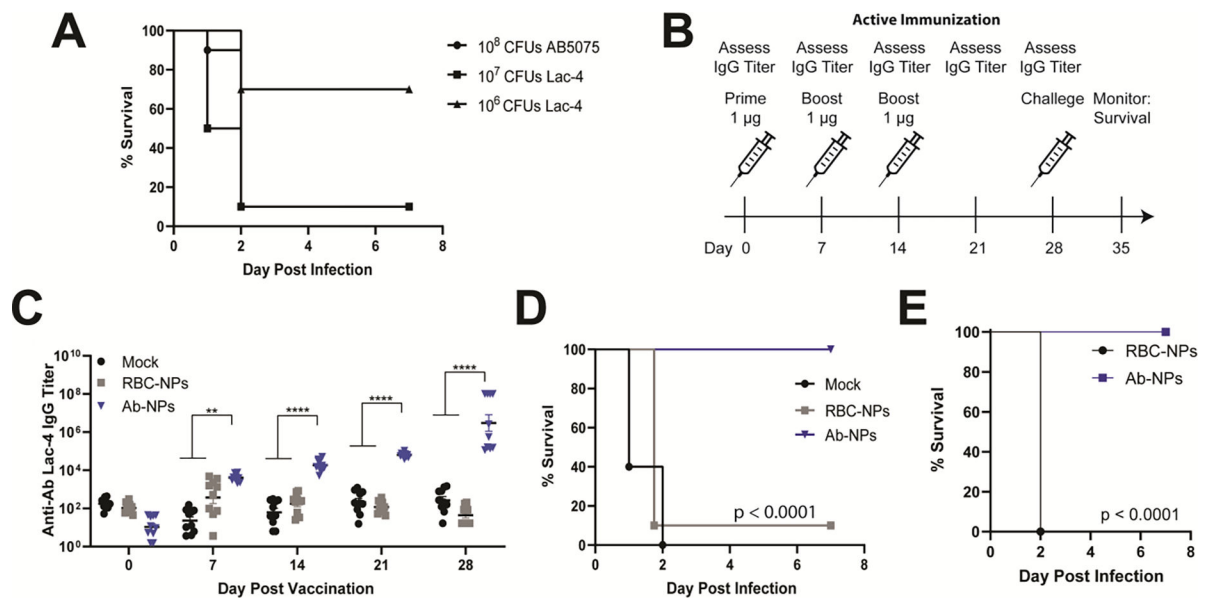 A
100
80
60
40
20
0
% Survival
0 2 4 6 8
Day Post Infection
10⁸ CFUs AB5075
10⁷ CFUs Lac-4
10⁶ CFUs Lac-4
B
Active Immunization
Assess Assess Assess Assess Assess
IgG Titer IgG Titer IgG Titer IgG Titer IgG Titer
Prime Boost Boost Challege Monitor:
1 µg 1 µg 1 µg Survival
Day 0 7 14 21 28 35
C
Anti-Ab Lac-4 IgG Titer
10¹⁰
10⁸
10⁶
10⁴
10²
10⁰
Mock
RBC-NPs
Ab-NPs
** **** **** ****
0 7 14 21 28
Day Post Vaccination
D
% Survival
100
80
60
40
20
0
Mock
RBC-NPs
Ab-NPs
p < 0.0001
0 2 4 6 8
Day Post Infection
E
% Survival
100
80
60
40
20
0
RBC-NPs
Ab-NPs
p < 0.0001
0 2 4 6 8
Day Post Infection